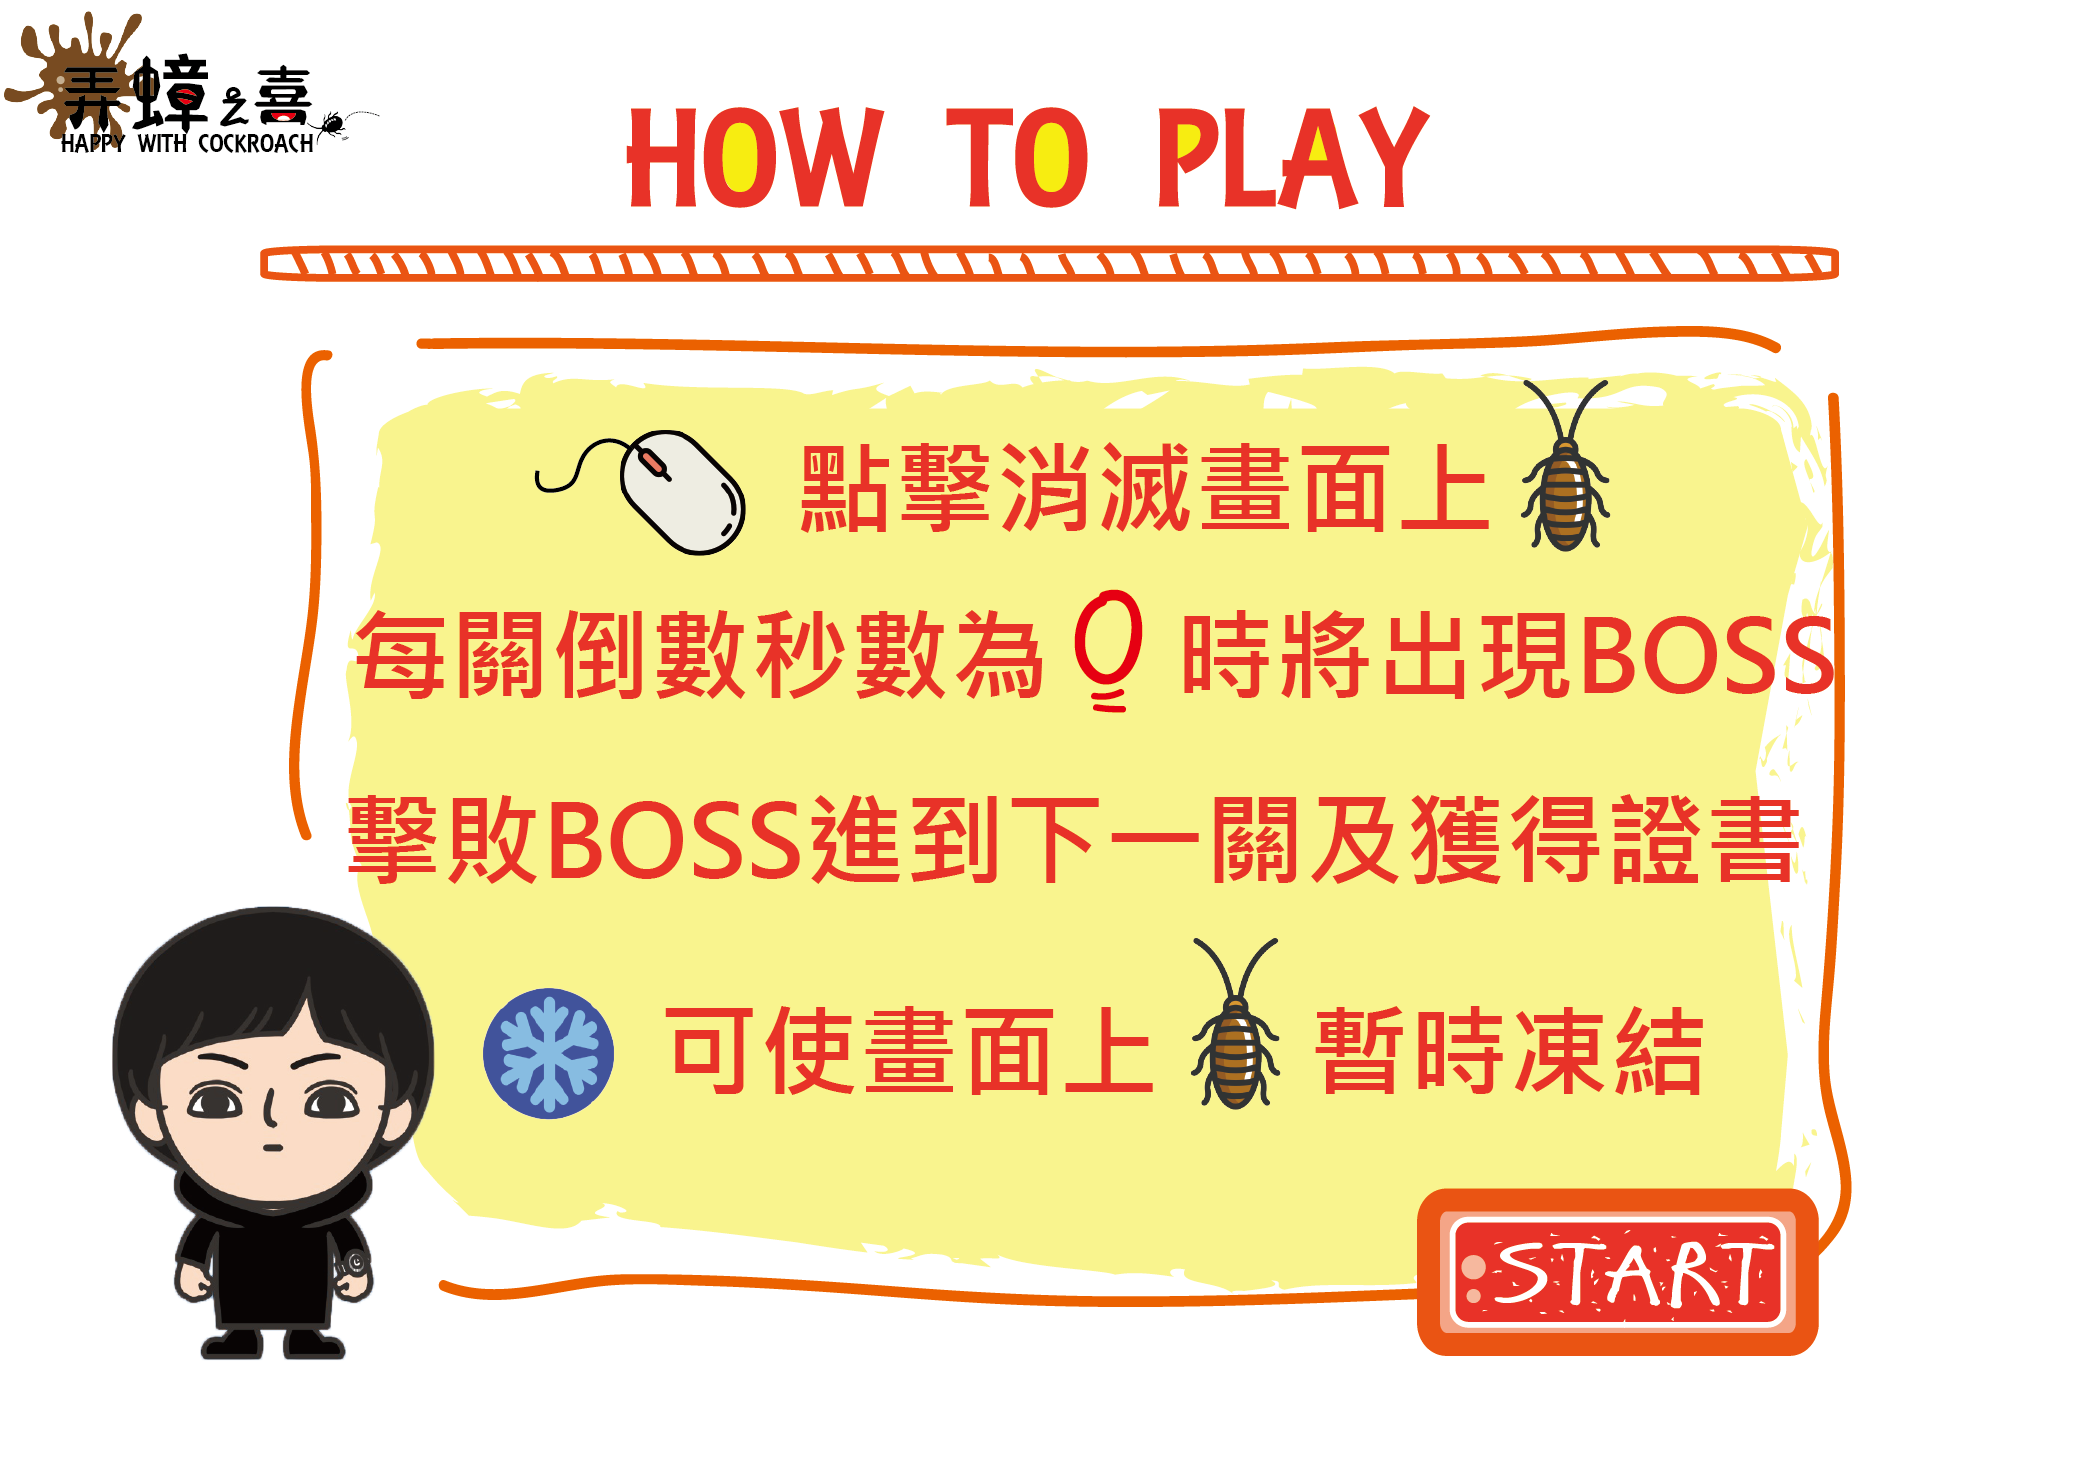 弄蟑之喜
HAPPY WITH COCKROACH
HOW TO PLAY
點擊消滅畫面上
每關倒數秒數為0時將出現BOSS
擊敗BOSS進到下一關及獲得證書
可使畫面上 暫時凍結
START